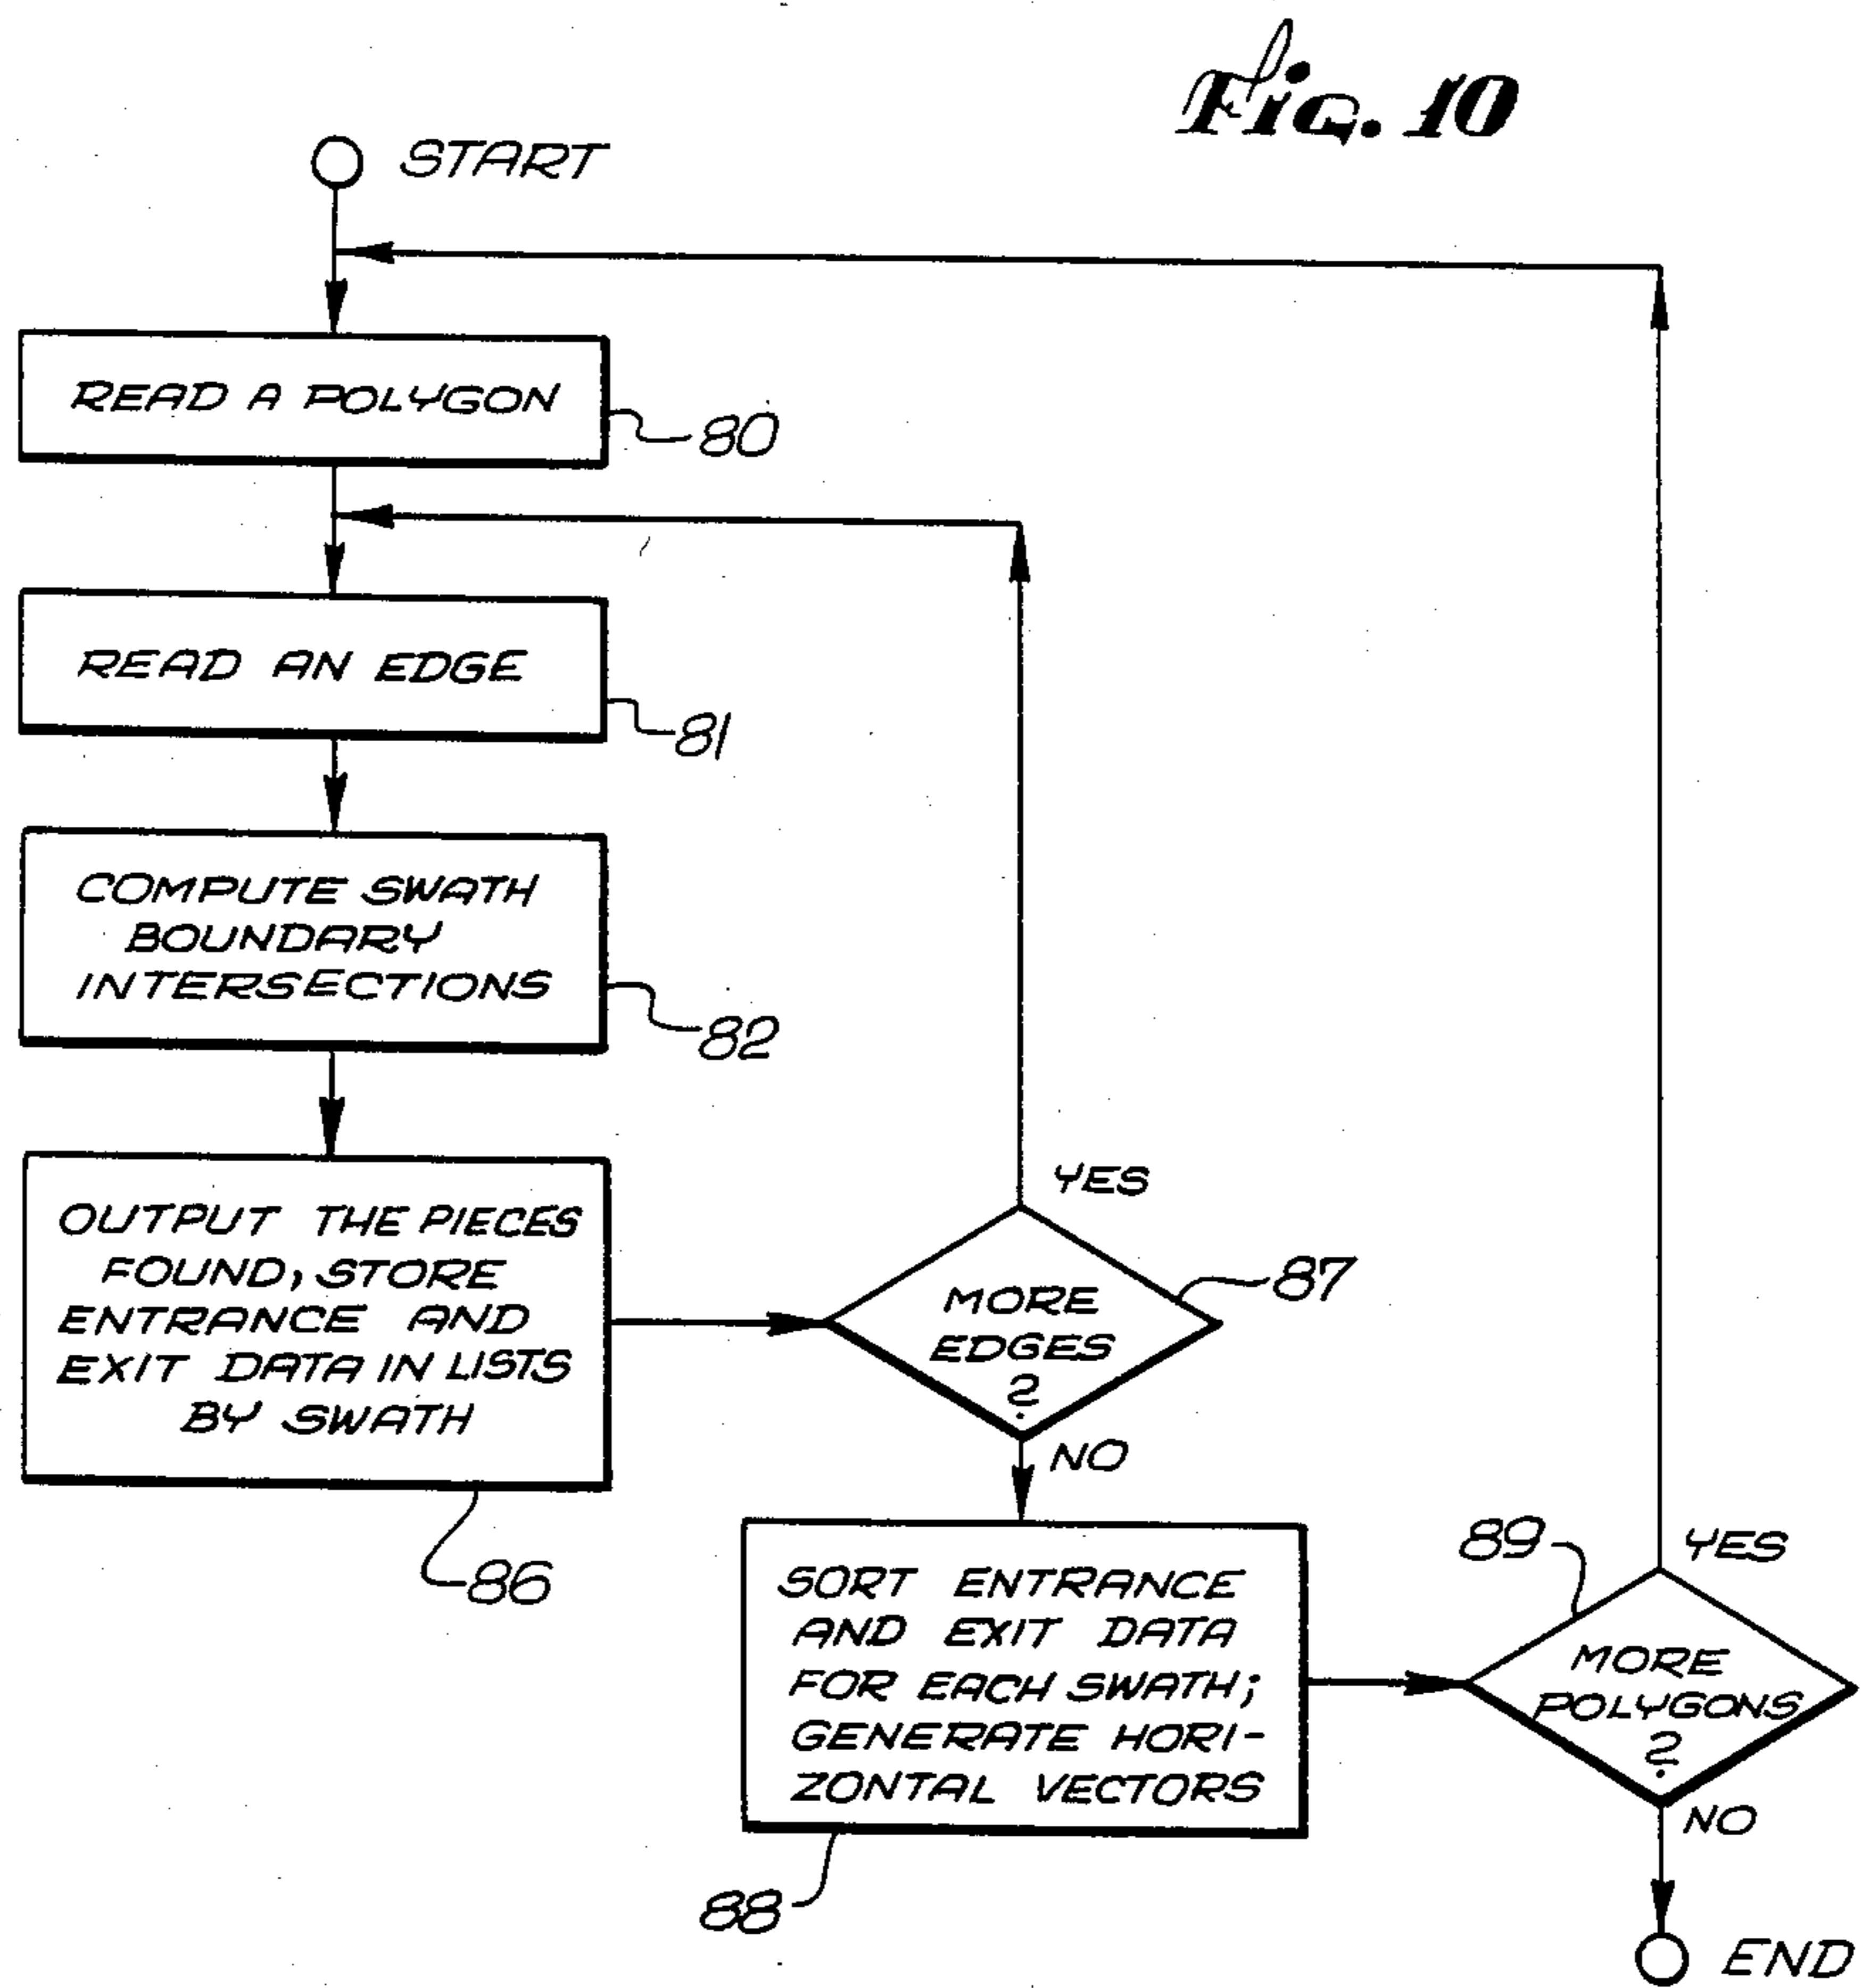 Fig. 10
START
READ A POLYGON
80
READ AN EDGE
81
COMPUTE SWATH
BOUNDARY
INTERSECTIONS
82
OUTPUT THE PIECES
FOUND, STORE
ENTRANCE AND
EXIT DATA IN LISTS
BY SWATH
86
YES
MORE
EDGES
?
87
NO
SORT ENTRANCE
AND EXIT DATA
FOR EACH SWATH;
GENERATE HORI-
ZONTAL VECTORS
88
89
YES
MORE
POLYGONS
?
NO
END